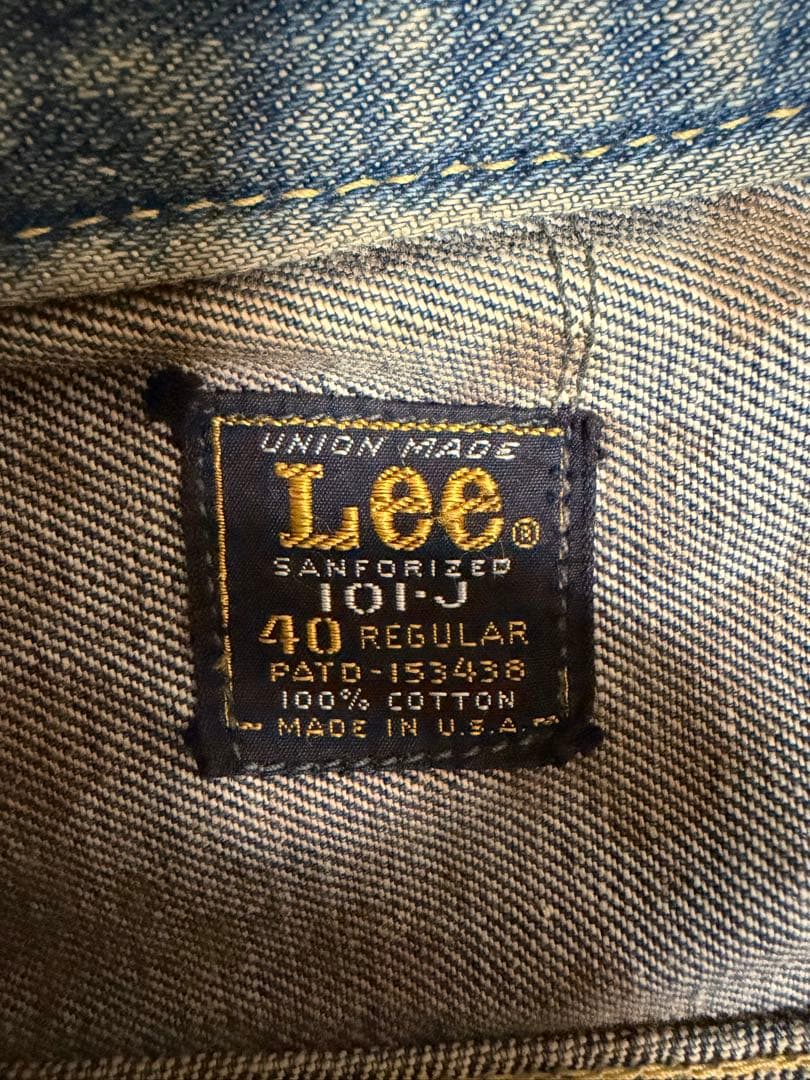 UNION MADE
Lee®
SANFORIZED
101-J
40 REGULAR
PATD-153438
100% COTTON
MADE IN U.S.A.